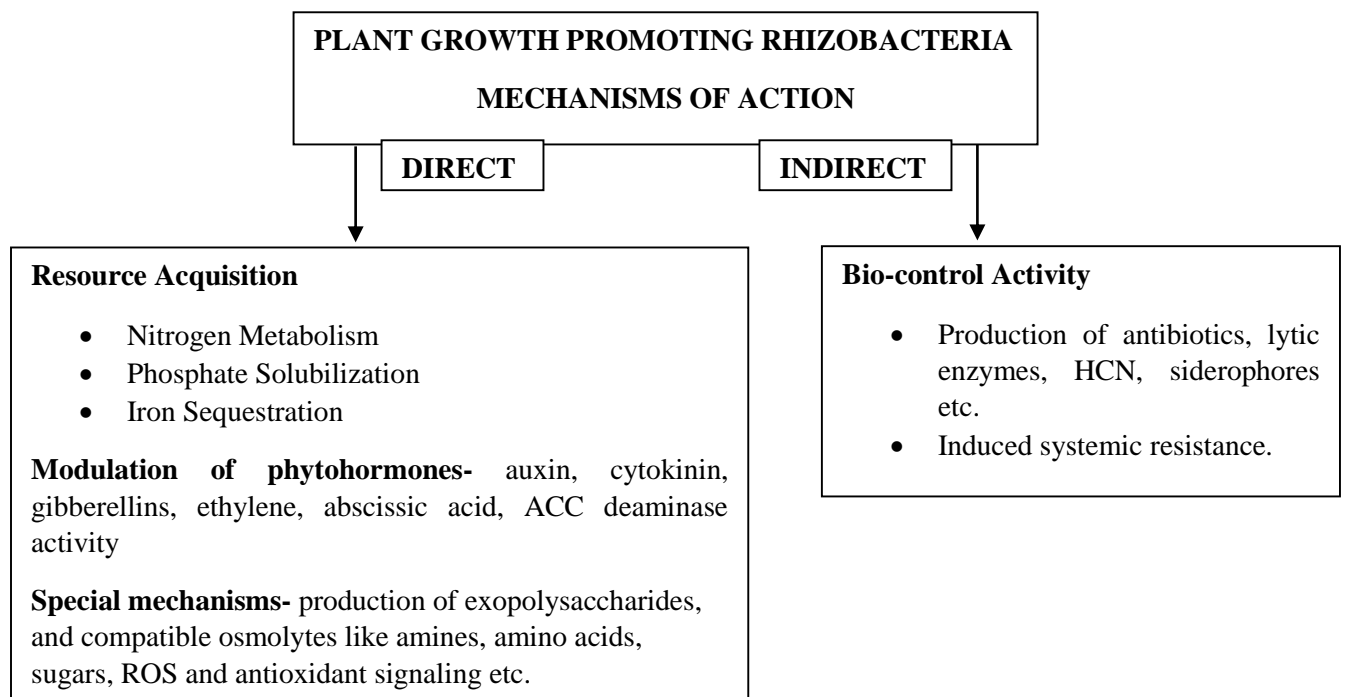 PLANT GROWTH PROMOTING RHIZOBACTERIA
MECHANISMS OF ACTION
DIRECT
INDIRECT
Resource Acquisition
• Nitrogen Metabolism
• Phosphate Solubilization
• Iron Sequestration
Modulation of phytohormones- auxin, cytokinin,
gibberellins, ethylene, abscissic acid, ACC deaminase
activity
Special mechanisms- production of exopolysaccharides,
and compatible osmolytes like amines, amino acids,
sugars, ROS and antioxidant signaling etc.
Bio-control Activity
• Production of antibiotics, lytic
enzymes, HCN, siderophores
etc.
• Induced systemic resistance.